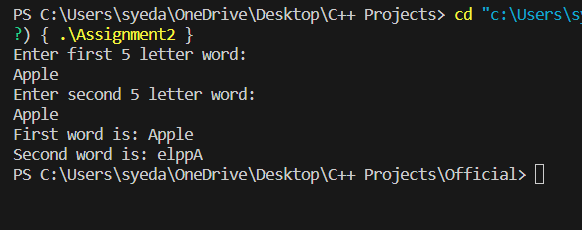 PS C:\Users\syeda\OneDrive\Desktop\C++ Projects> cd "c:\Users\sy
?) { .\Assignment2 }
Enter first 5 letter word:
Apple
Enter second 5 letter word:
Apple
First word is: Apple
Second word is: elppA
PS C:\Users\syeda\OneDrive\Desktop\C++ Projects\Official>